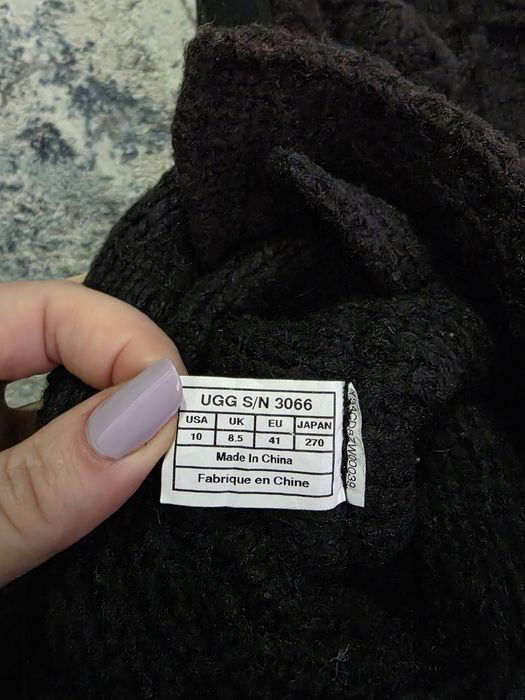 UGG S/N 3066
USA UK EU JAPAN
10 8.5 41 270
Made In China
Fabrique en Chine